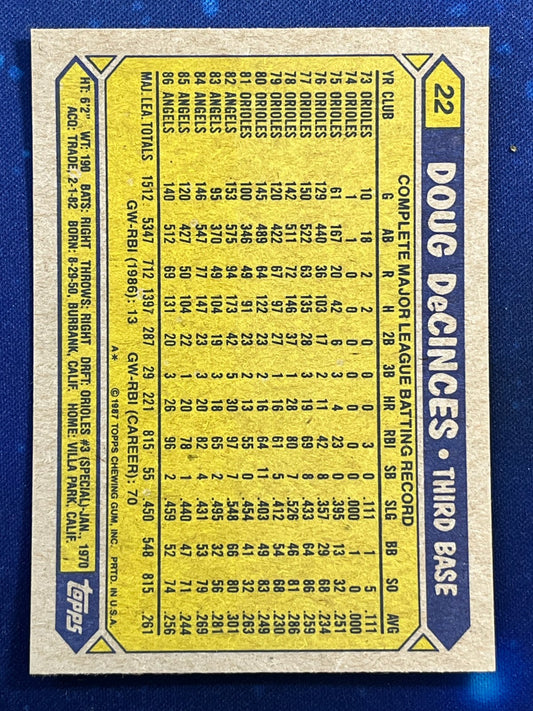 22 DOUG DeCINCES • THIRD BASE
COMPLETE MAJOR LEAGUE BATTING RECORD
YR CLUB G AB R H 2B 3B HR RBI SB SLG BB SO AVG
73 ORIOLES 10 18 2 2 0 0 0 3 0 .111 1 5 .111
74 ORIOLES 1 1 0 0 0 0 0 0 0 .000 1 0 .000
75 ORIOLES 61 167 20 42 6 3 4 23 0 .395 13 32 .251
76 ORIOLES 129 440 36 103 17 2 11 42 8 .357 29 68 .234
77 ORIOLES 150 522 63 135 28 3 19 69 8 .433 64 86 .259
78 ORIOLES 142 511 72 146 37 1 28 80 7 .526 46 81 .286
79 ORIOLES 120 422 67 97 27 1 16 61 5 .412 54 68 .230
80 ORIOLES 145 489 64 122 23 2 16 64 11 .403 49 83 .249
81 ORIOLES 100 346 49 91 23 2 13 55 0 .454 41 32 .263
82 ANGELS 153 575 94 173 42 5 30 97 7 .548 66 80 .301
83 ANGELS 95 370 49 104 19 3 18 65 2 .495 32 56 .281
84 ANGELS 146 547 77 147 23 3 20 82 4 .431 53 79 .269
85 ANGELS 120 427 50 104 22 1 20 78 1 .440 47 71 .244
86 ANGELS 140 512 69 131 20 3 26 96 2 .459 52 74 .256
MAJ. LEA. TOTALS 1512 5347 712 1397 287 29 221 815 55 .450 548 815 .261
GW-RBI (1986): 13 GW-RBI (CAREER): 70
A* ©1987 TOPPS CHEWING GUM, INC. PRTD. IN U.S.A.
HT: 6'2" WT: 190 BATS: RIGHT THROWS: RIGHT DRFT: ORIOLES #3 (SPECIAL)-JAN., 1970
ACQ: TRADE, 2-1-82 BORN: 8-29-50, BURBANK, CALIF. HOME: VILLA PARK, CALIF.
topps